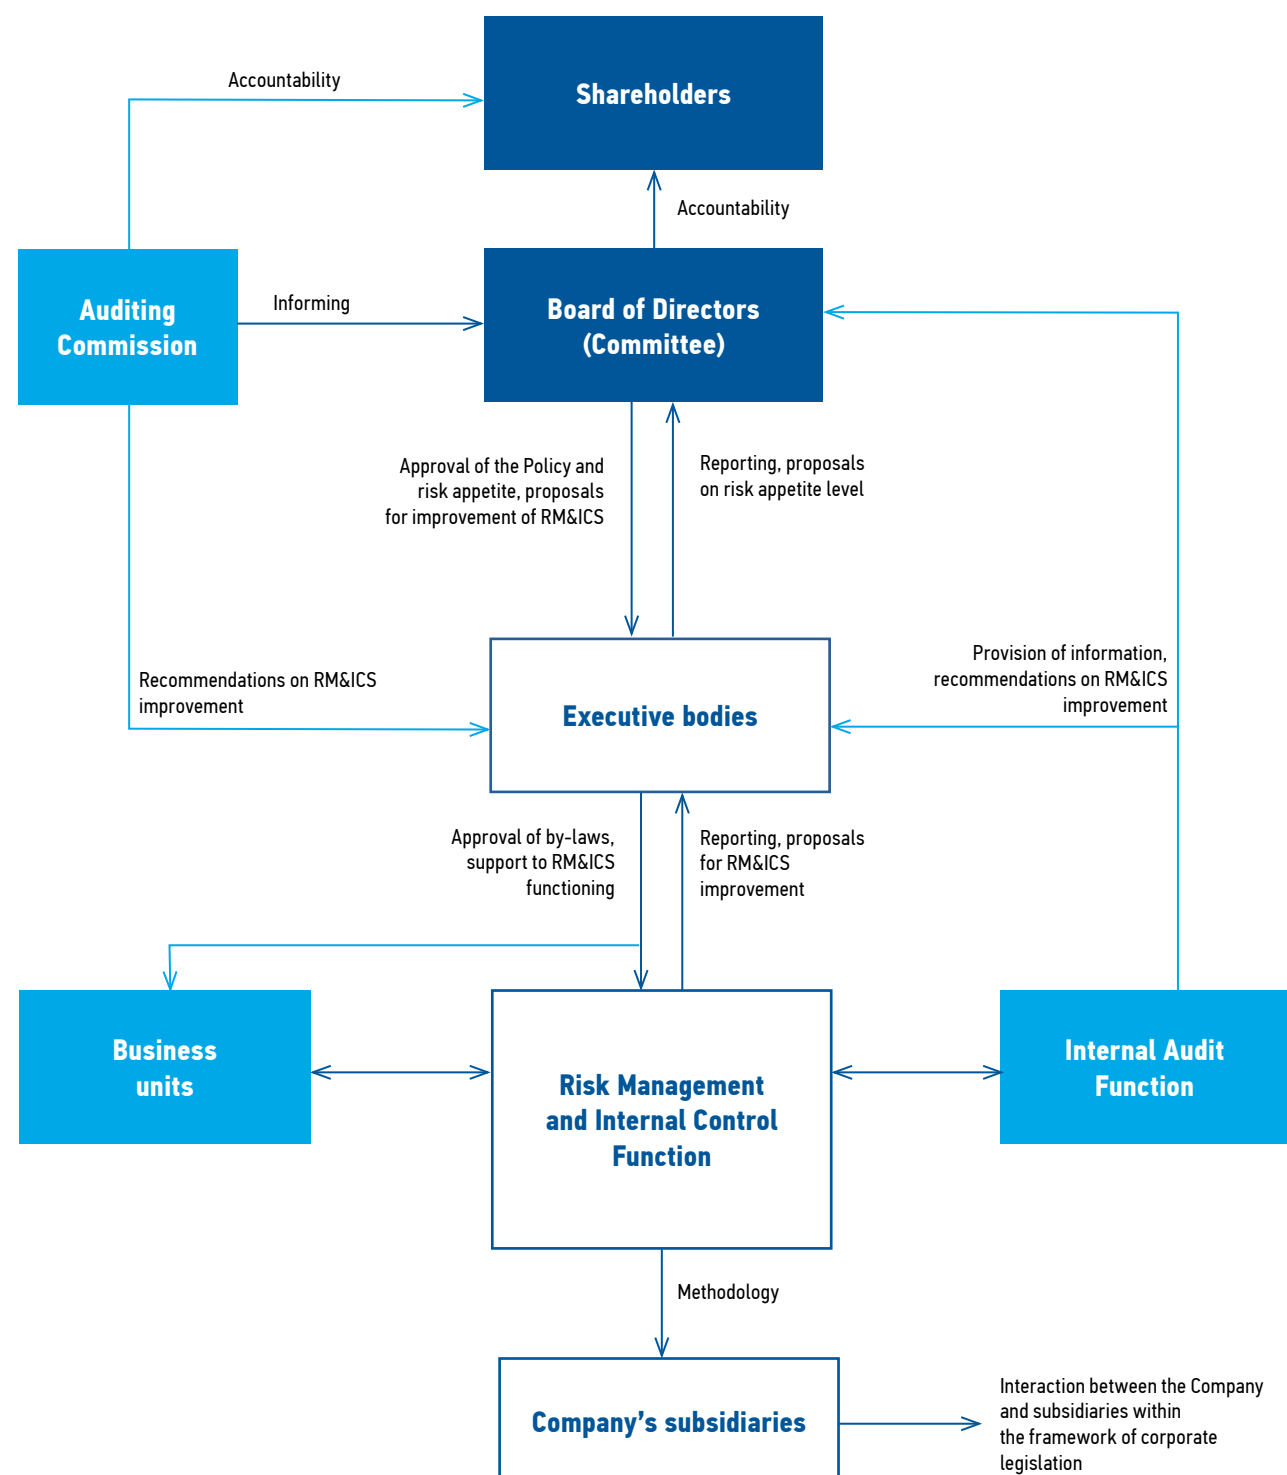 Accountability
Shareholders
Accountability
Auditing
Commission
Informing
Board of Directors
(Committee)
Approval of the Policy and
risk appetite, proposals
for improvement of RM&ICS
Reporting, proposals
on risk appetite level
Recommendations on RM&ICS
improvement
Executive bodies
Provision of information,
recommendations on RM&ICS
improvement
Approval of by-laws,
support to RM&ICS
functioning
Reporting, proposals
for RM&ICS
improvement
Business
units
Risk Management
and Internal Control
Function
Internal Audit
Function
Methodology
Company’s subsidiaries
Interaction between the Company
and subsidiaries within
the framework of corporate
legislation